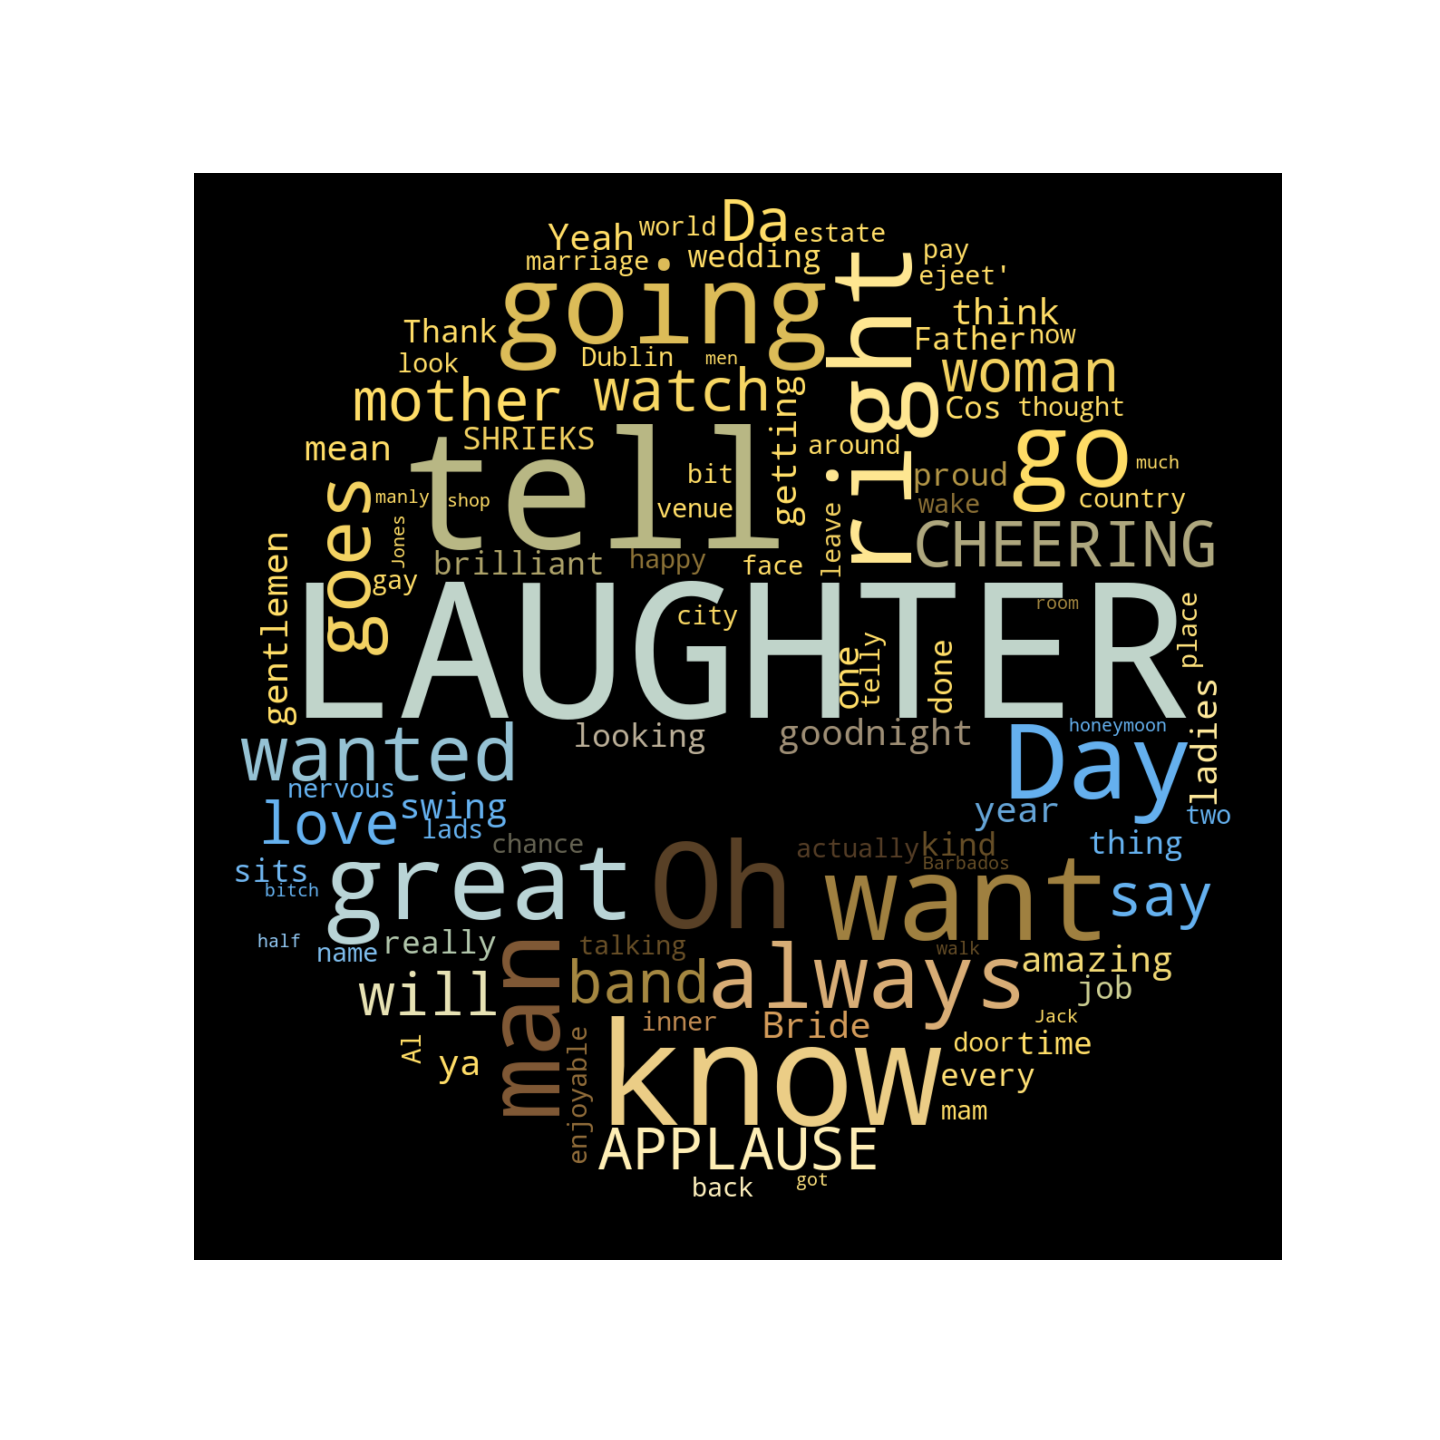 Da
Yeah
world
estate
marriage
wedding
pay
ejeet'
going
right
think
Thank
Father
now
look
Dublin
men
woman
mother
watch
getting
Cos
thought
mean
SHRIEKS
tell
around
go
much
bit
proud
manly
shop
venue
wake
country
goes
Jones
leave
CHEERING
gentlemen
brilliant
happy
face
gay
LAUGHTER
city
room
place
one
telly
done
wanted
looking
goodnight
Day
honeymoon
ladies
nervous
swing
year
two
love
lads
chance
Oh
actually
kind
thing
sits
bitch
great
Barbados
want
say
half
name
really
talking
walk
man
will
band
always
amazing
job
inner
Bride
Jack
Al
ya
enjoyable
know
door
time
every
mam
APPLAUSE
back
got